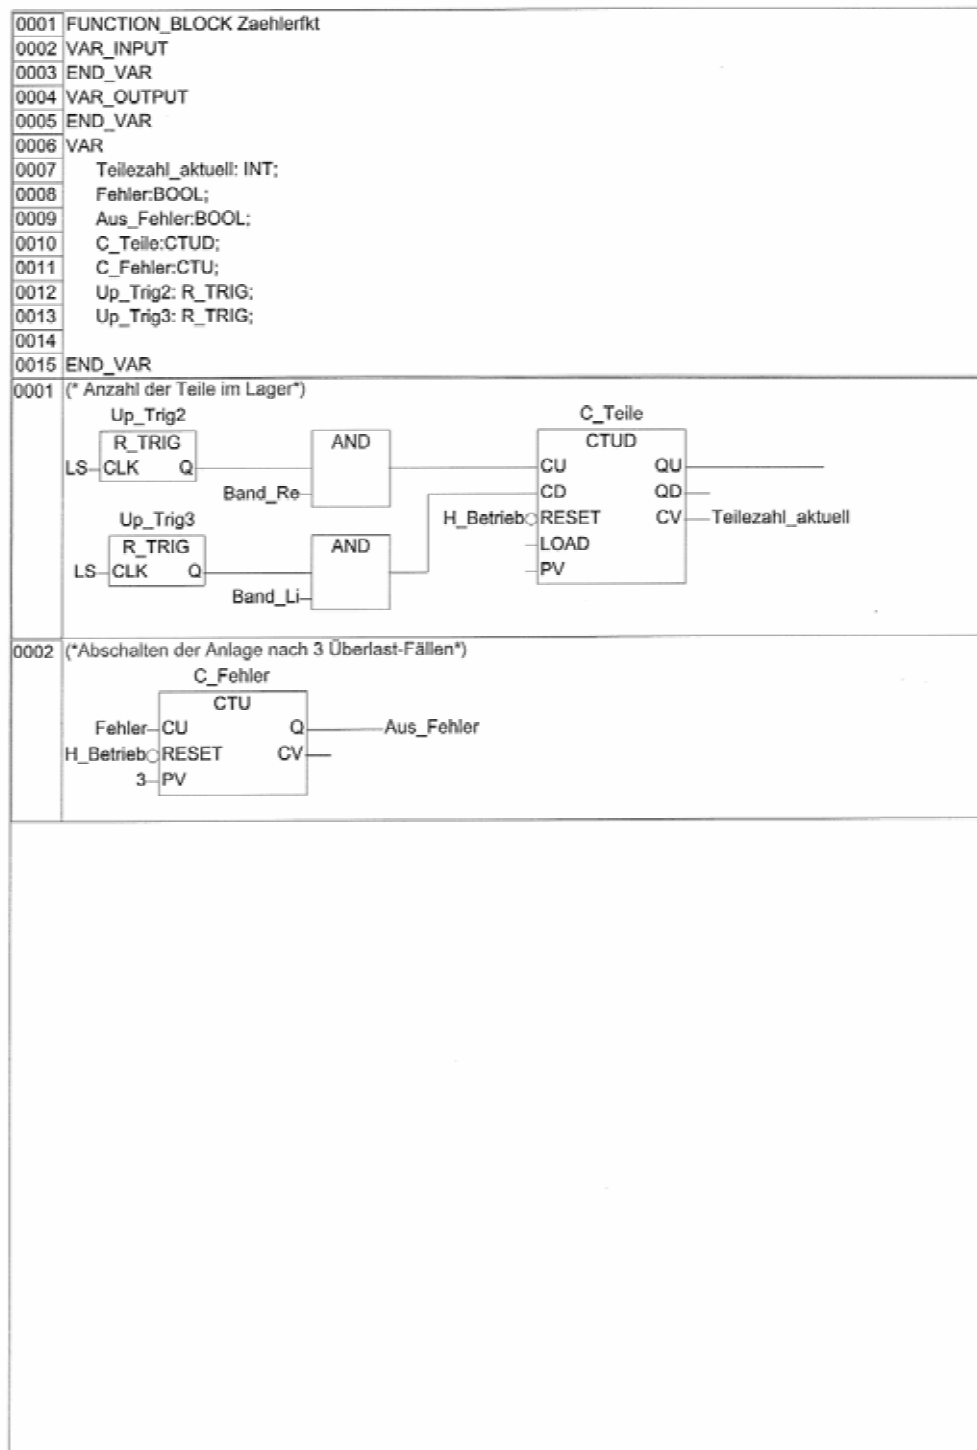 0001 FUNCTION_BLOCK Zaehlerfkt
0002 VAR_INPUT
0003 END_VAR
0004 VAR_OUTPUT
0005 END_VAR
0006 VAR
0007 Teilezahl_aktuell: INT;
0008 Fehler:BOOL;
0009 Aus_Fehler:BOOL;
0010 C_Teile:CTUD;
0011 C_Fehler:CTU;
0012 Up_Trig2: R_TRIG;
0013 Up_Trig3: R_TRIG;
0014
0015 END_VAR
0001 (* Anzahl der Teile im Lager*)
Up_Trig2 C_Teile
R_TRIG AND CTUD
LS CLK Q CU QU
Band_Re CD QD
Up_Trig3 H_Betrieb RESET CV Teilezahl_aktuell
R_TRIG AND LOAD
LS CLK Q PV
Band_Li
0002 (*Abschalten der Anlage nach 3 Überlast-Fällen*)
C_Fehler
CTU
Fehler CU Q Aus_Fehler
H_Betrieb RESET CV
3 PV